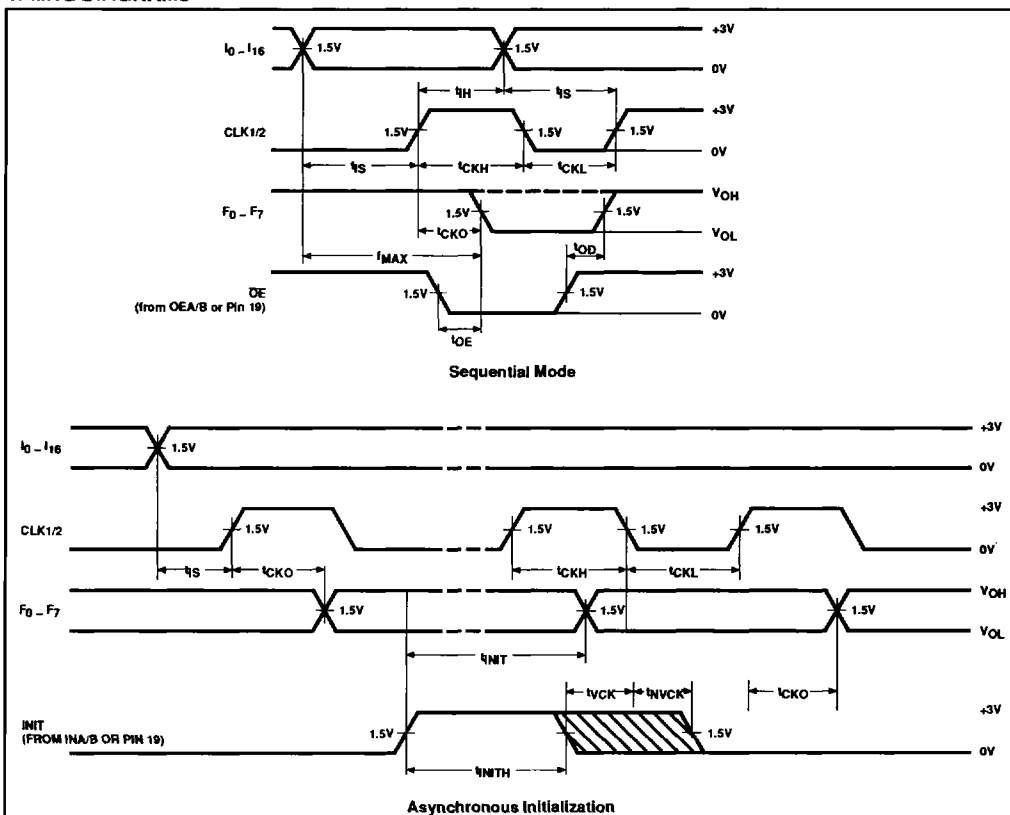 I0 – I16 1.5V 1.5V +3V
0V
tIH tIS
CLK1/2 1.5V 1.5V 1.5V +3V
0V
tIS tCKH tCKL
F0 – F7 1.5V 1.5V VOH
VOL
tCKO tOD
fMAX
OE 1.5V 1.5V +3V
(from OEA/B or Pin 19) 0V
tOE
Sequential Mode
I0 – I16 1.5V +3V
0V
CLK1/2 1.5V 1.5V 1.5V 1.5V +3V
0V
tIS tCKO tCKH tCKL
F0 – F7 1.5V 1.5V 1.5V VOH
VOL
tINIT
tVCK tNVCK tCKO
INIT 1.5V 1.5V 1.5V +3V
(FROM INA/B OR PIN 19) 0V
tINITH
Asynchronous Initialization